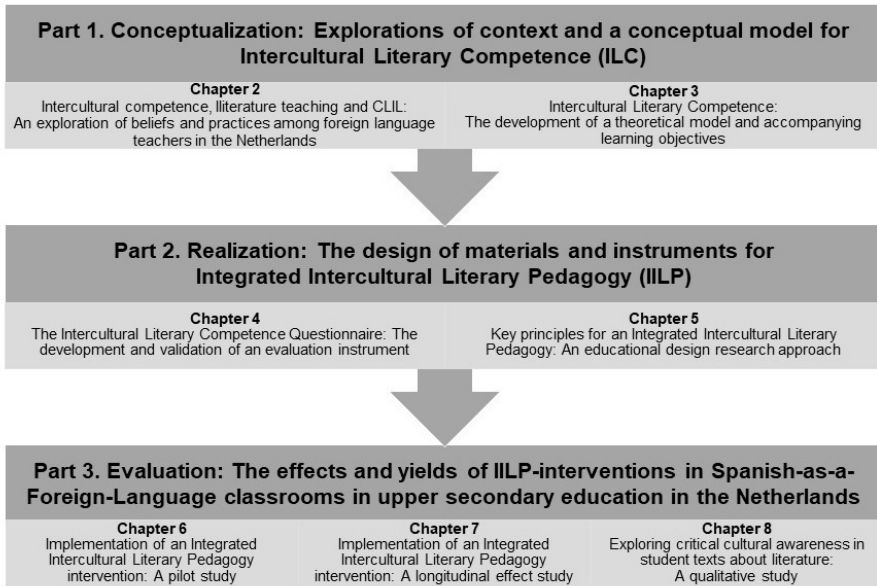 Part 1. Conceptualization: Explorations of context and a conceptual model for
Intercultural Literary Competence (ILC)
Chapter 2
Intercultural competence, lliterature teaching and CLIL:
An exploration of beliefs and practices among foreign language
teachers in the Netherlands
Chapter 3
Intercultural Literary Competence:
The development of a theoretical model and accompanying
learning objectives
Part 2. Realization: The design of materials and instruments for
Integrated Intercultural Literary Pedagogy (IILP)
Chapter 4
The Intercultural Literary Competence Questionnaire: The
development and validation of an evaluation instrument
Chapter 5
Key principles for an Integrated Intercultural Literary
Pedagogy: An educational design research approach
Part 3. Evaluation: The effects and yields of IILP-interventions in Spanish-as-a-
Foreign-Language classrooms in upper secondary education in the Netherlands
Chapter 6
Implementation of an Integrated
Intercultural Literary Pedagogy
intervention: A pilot study
Chapter 7
Implementation of an Integrated
Intercultural Literary Pedagogy
intervention: A longitudinal effect study
Chapter 8
Exploring critical cultural awareness in
student texts about literature:
A qualitative study